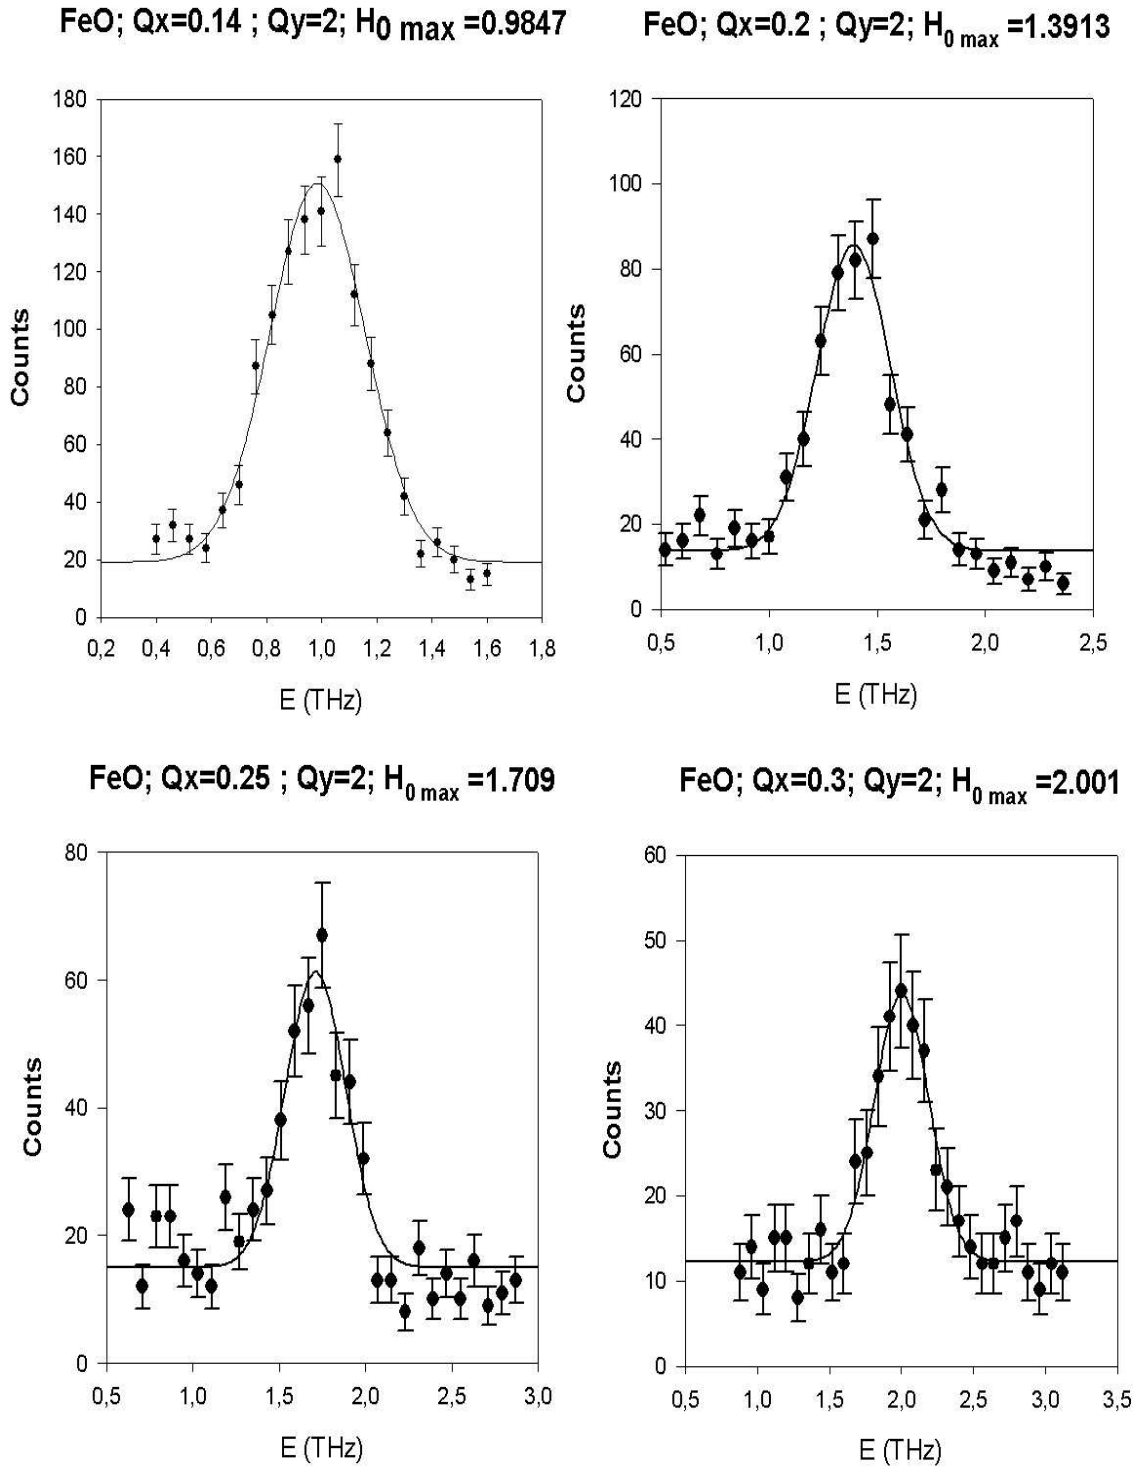 FeO; Qx=0.14 ; Qy=2; H0 max =0.9847
180
160
140
120
100
80
60
40
20
0
Counts
0,2 0,4 0,6 0,8 1,0 1,2 1,4 1,6 1,8
E (THz)
FeO; Qx=0.2 ; Qy=2; H0 max =1.3913
120
100
80
60
40
20
0
Counts
0,5 1,0 1,5 2,0 2,5
E (THz)
FeO; Qx=0.25 ; Qy=2; H0 max =1.709
80
60
40
20
0
Counts
0,5 1,0 1,5 2,0 2,5 3,0
E (THz)
FeO; Qx=0.3; Qy=2; H0 max =2.001
60
50
40
30
20
10
0
Counts
0,5 1,0 1,5 2,0 2,5 3,0 3,5
E (THz)